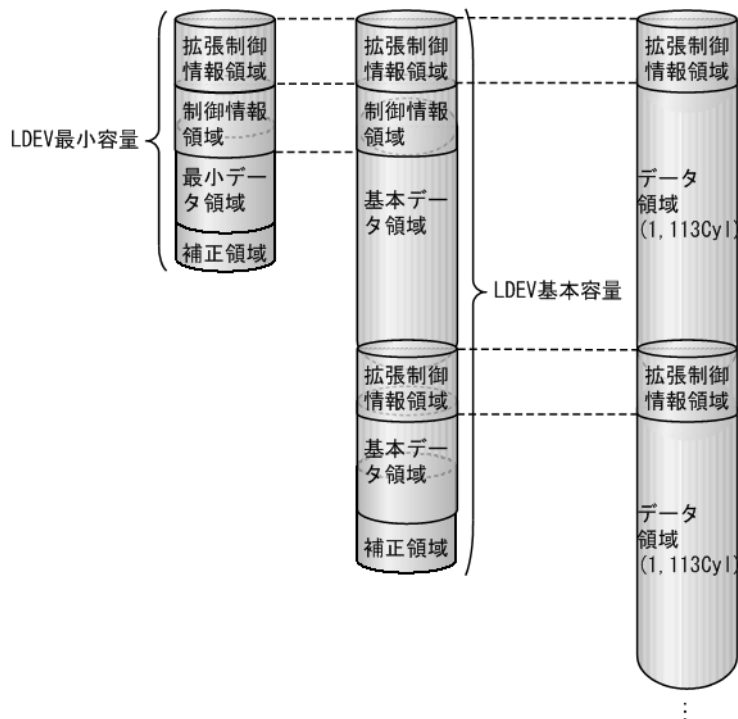 LDEV最小容量
拡張制御
情報領域
制御情報
領域
最小デー
タ領域
補正領域
拡張制御
情報領域
制御情報
領域
基本デー
タ領域
拡張制御
情報領域
基本デー
タ領域
補正領域
LDEV基本容量
拡張制御
情報領域
データ
領域
(1,113Cyl)
拡張制御
情報領域
データ
領域
(1,113Cyl)
⋮